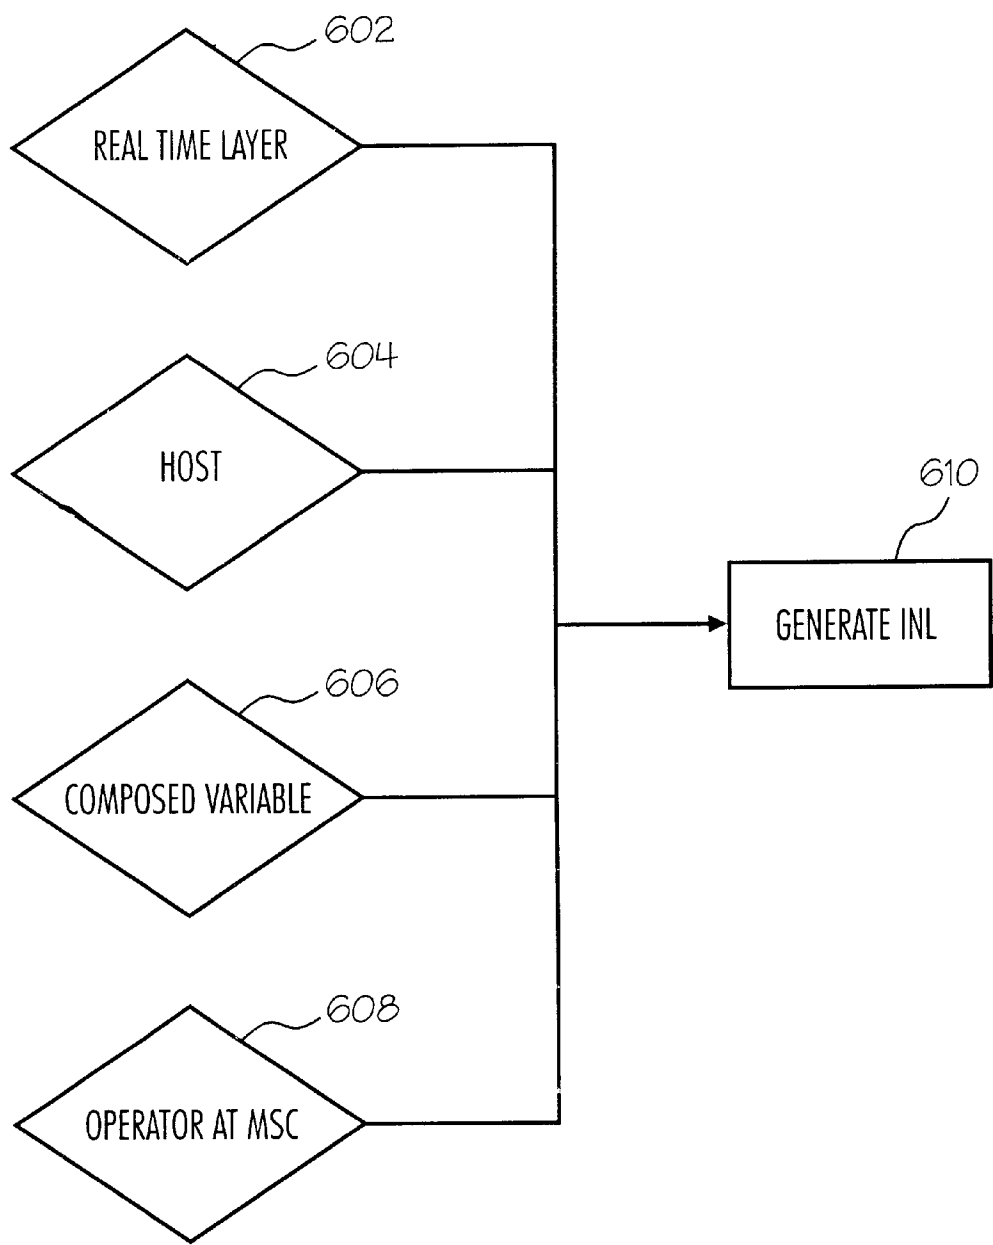 602
REAL TIME LAYER
604
HOST
610
GENERATE INL
606
COMPOSED VARIABLE
608
OPERATOR AT MSC